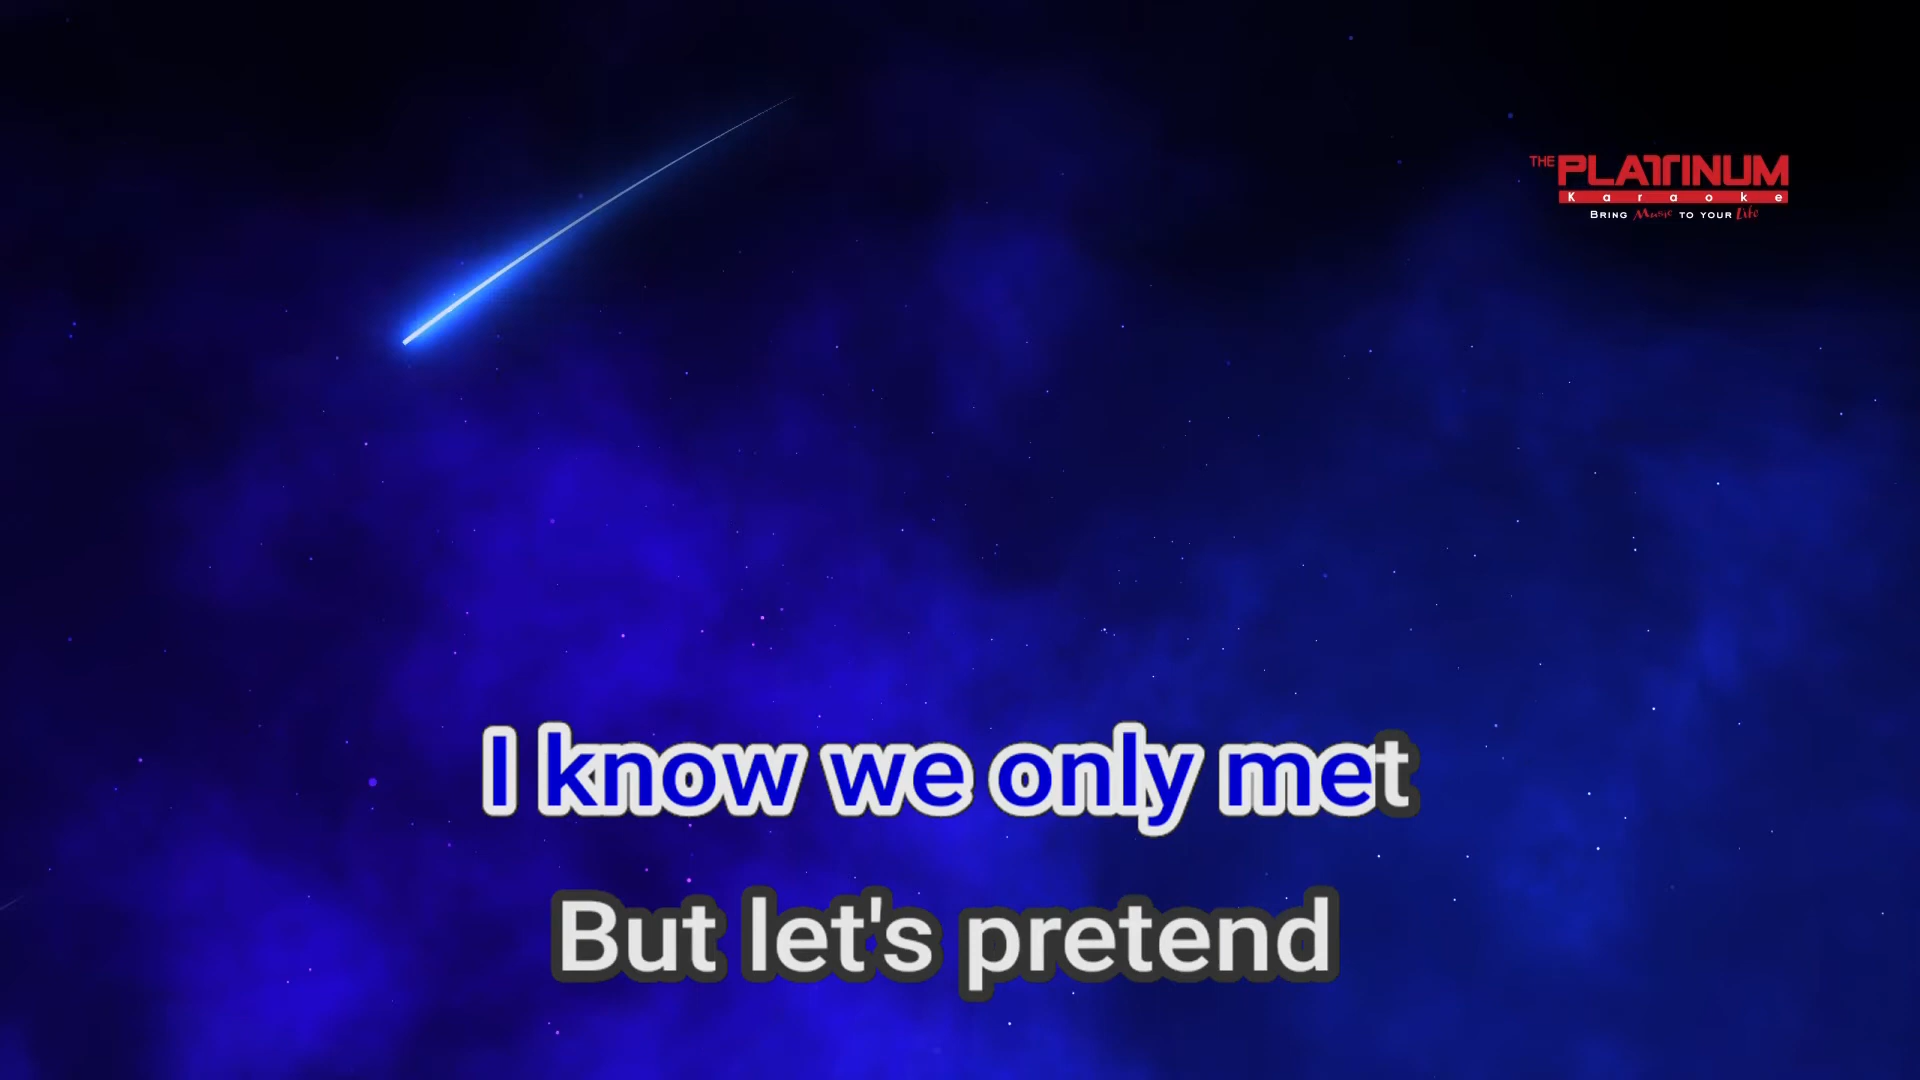 THE PLATINUM
Karaoke
BRING Music TO YOUR Life
I know we only met
But let's pretend